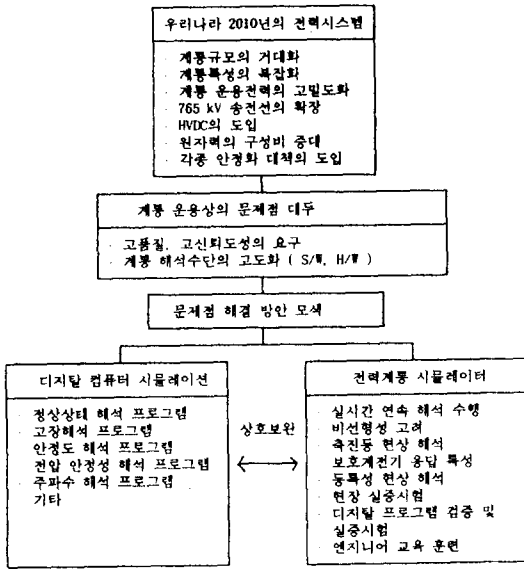 우리나라 2010년의 전력시스템
· 계통규모의 거대화
· 계통특성의 복잡화
· 계통 운용전력의 고밀도화
· 765 kV 송전선의 확장
· HVDC의 도입
· 원자력의 구성비 증대
· 각종 안정화 대책의 도입
계통 운용상의 문제점 대두
· 고품질, 고신뢰도성의 요구
· 계통 해석수단의 고도화 ( S/W, H/W )
문제점 해결 방안 모색
디지탈 컴퓨터 시뮬레이션
· 정상상태 해석 프로그램
· 고장해석 프로그램
· 안정도 해석 프로그램
· 전압 안정성 해석 프로그램
· 주파수 해석 프로그램
· 기타
상호보완
전력계통 시뮬레이터
· 실시간 연속 해석 수행
· 비선형성 고려
· 축진동 현상 해석
· 보호계전기 응답 특성
· 동특성 현상 해석
· 현장 실증시험
· 디지탈 프로그램 검증 및
실증시험
· 엔지니어 교육 훈련